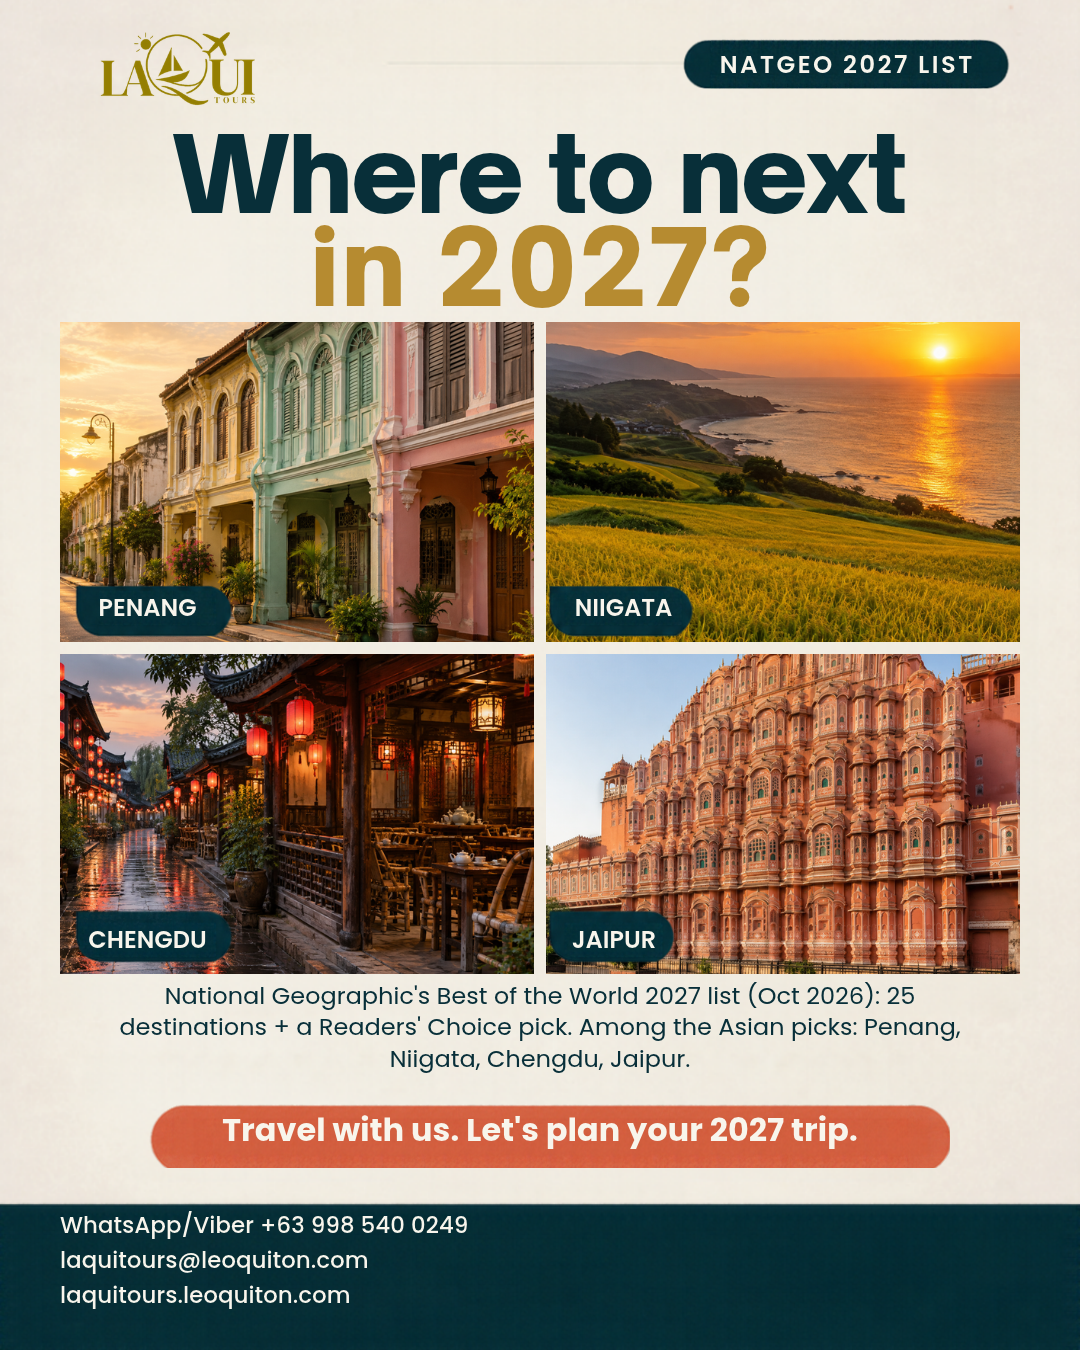 LAQUI
TOURS
NATGEO 2027 LIST
Where to next
in 2027?
PENANG
NIIGATA
CHENGDU
JAIPUR
National Geographic's Best of the World 2027 list (Oct 2026): 25
destinations + a Readers' Choice pick. Among the Asian picks: Penang,
Niigata, Chengdu, Jaipur.
Travel with us. Let's plan your 2027 trip.
WhatsApp/Viber +63 998 540 0249
laquitours@leoquiton.com
laquitours.leoquiton.com